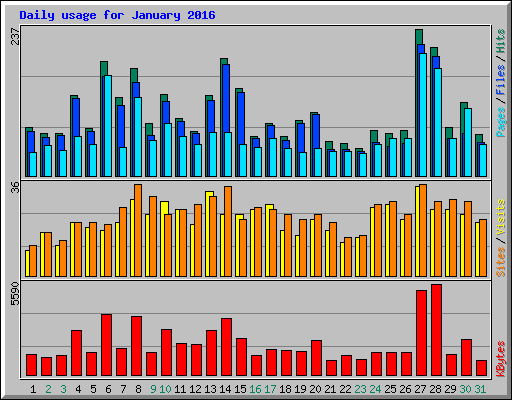 Daily usage for January 2016
237
Pages / Files / Hits
36
Sites / Visits
5590
KBytes
1 2 3 4 5 6 7 8 9 10 11 12 13 14 15 16 17 18 19 20 21 22 23 24 25 26 27 28 29 30 31